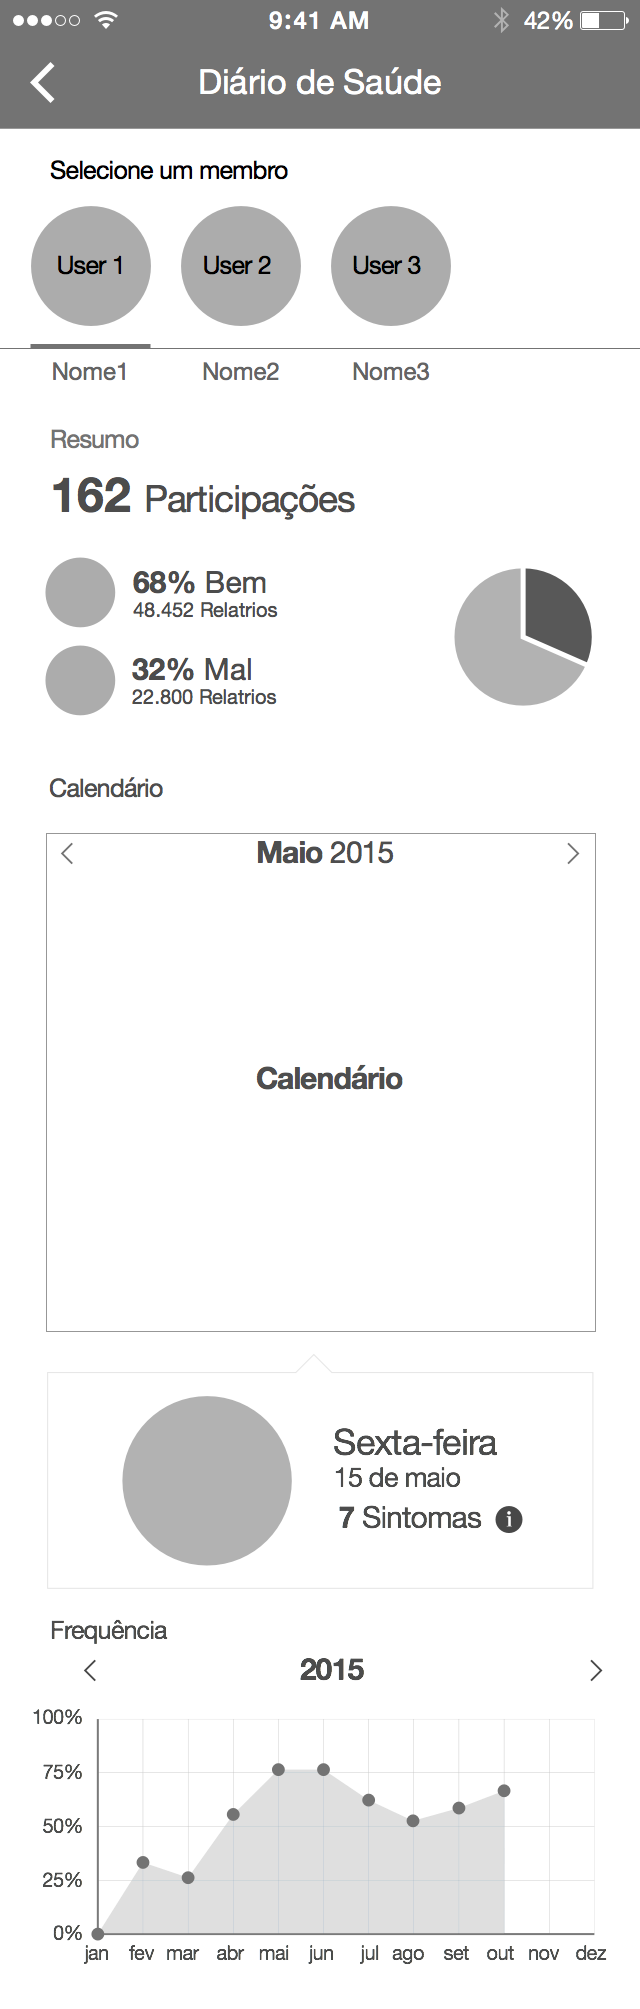 9:41 AM 42%
Diário de Saúde
Selecione um membro
User 1 User 2 User 3
Nome1 Nome2 Nome3
Resumo
162 Participações
68% Bem
48.452 Relatrios
32% Mal
22.800 Relatrios
Calendário
Maio 2015
Calendário
Sexta-feira
15 de maio
7 Sintomas i
Frequência
2015
100%
75%
50%
25%
0%
jan fev mar abr mai jun jul ago set out nov dez